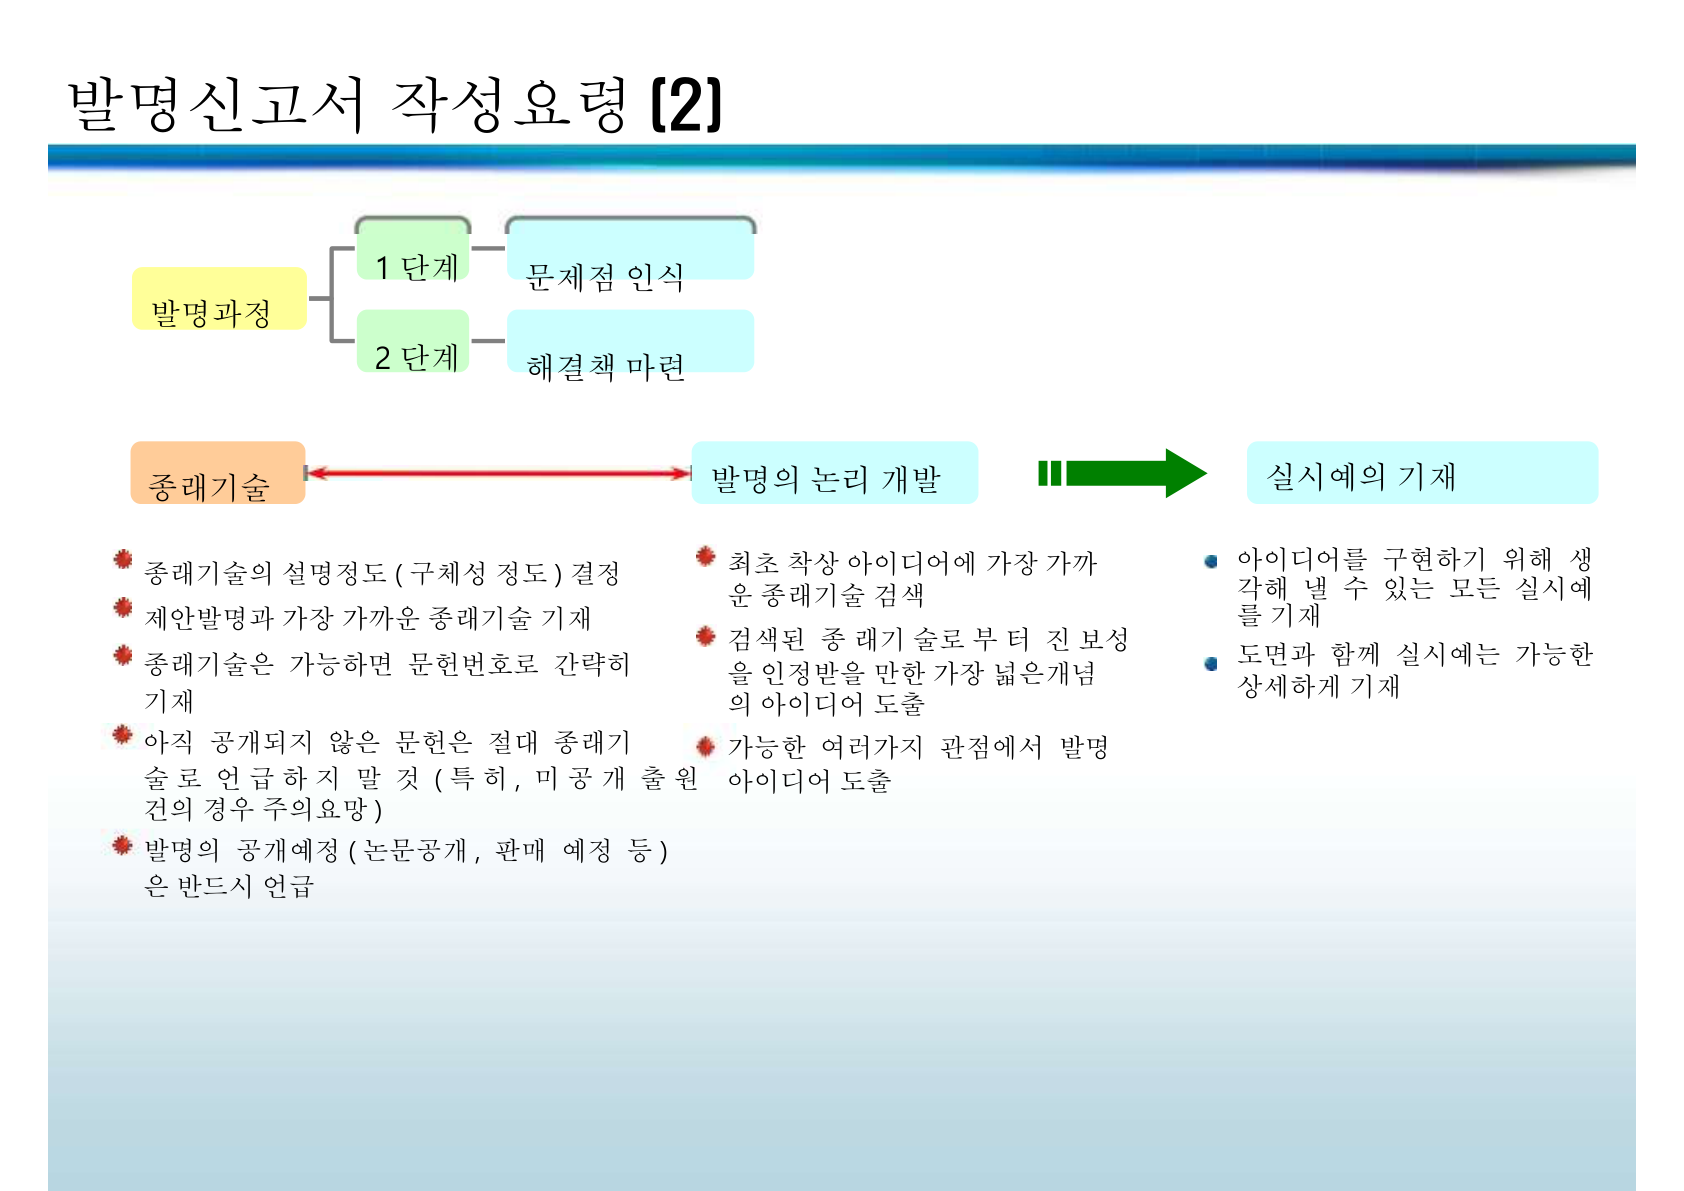 발명신고서 작성요령 (2)
1 단계
문제점 인식
발명과정
2 단계
해결책 마련
종래기술
발명의 논리 개발
실시예의 기재
종래기술의 설명정도 ( 구체성 정도 ) 결정
제안발명과 가장 가까운 종래기술 기재
종래기술은 가능하면 문헌번호로 간략히
기재
아직 공개되지 않은 문헌은 절대 종래기
술 로 언 급 하 지 말 것 ( 특 히 , 미 공 개 출 원
건의 경우 주의요망 )
발명의 공개예정 ( 논문공개 , 판매 예정 등 )
은 반드시 언급
최초 착상 아이디어에 가장 가까
운 종래기술 검색
검색된 종 래기 술로 부 터 진 보성
을 인정받을 만한 가장 넓은개념
의 아이디어 도출
가능한 여러가지 관점에서 발명
아이디어 도출
아이디어를 구현하기 위해 생
각해 낼 수 있는 모든 실시예
를 기재
도면과 함께 실시예는 가능한
상세하게 기재